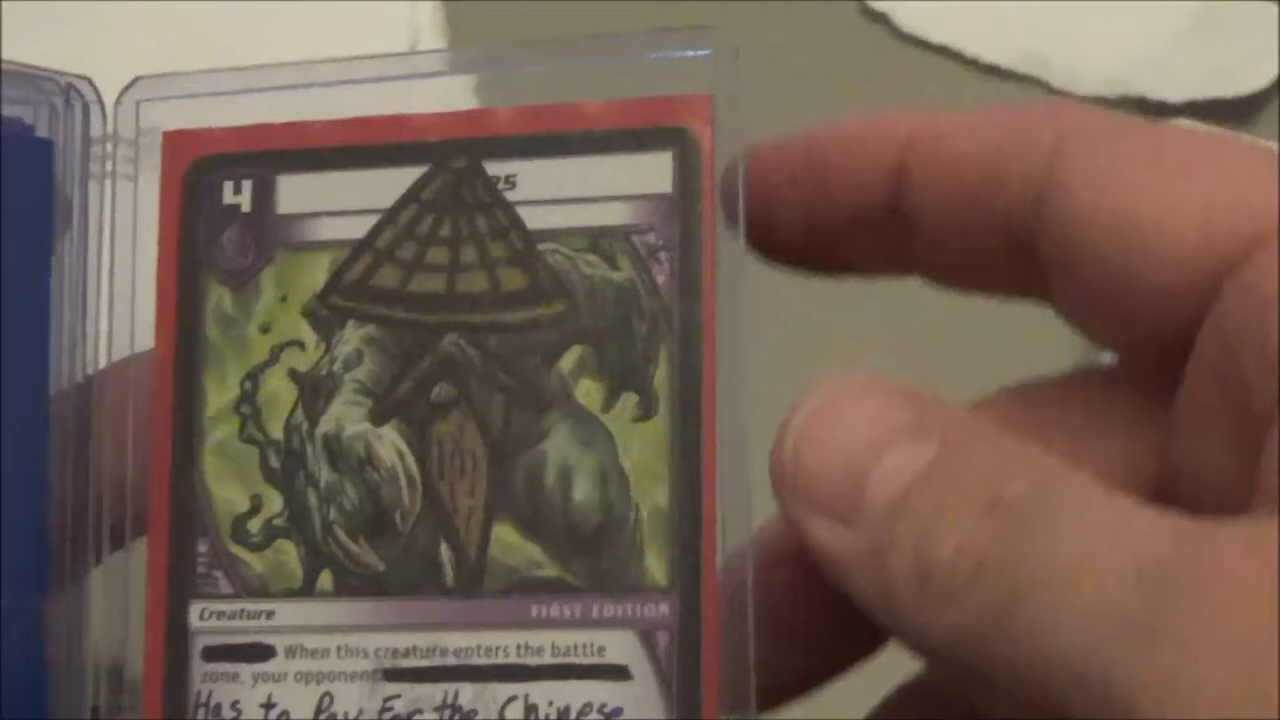 4
Creature
FIRST EDITION
When this creature enters the battle
zone, your opponent
Has to Pay For the Chinese